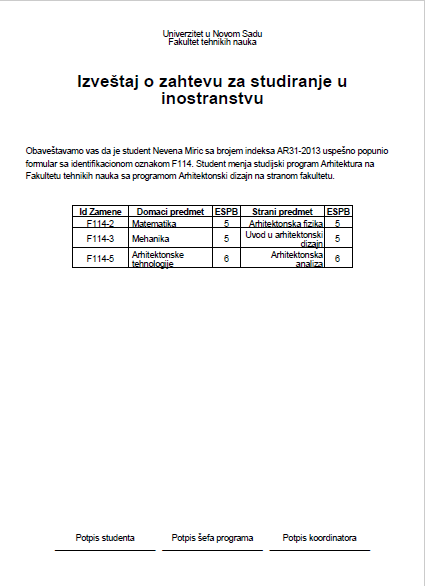 Univerzitet u Novom Sadu
Fakultet tehnikih nauka
Izveštaj o zahtevu za studiranje u
inostranstvu
Obaveštavamo vas da je student Nevena Miric sa brojem indeksa AR31-2013 uspešno popunio
formular sa identifikacionom oznakom F114. Student menja studijski program Arhitektura na
Fakultetu tehnikih nauka sa programom Arhitektonski dizajn na stranom fakultetu.
Id Zamene Domaci predmet ESPB Strani predmet ESPB
F114-2 Matematika 5 Arhitektonska fizika 5
F114-3 Mehanika 5 Uvod u arhitektonski dizajn 5
F114-5 Arhitektonske tehnologije 6 Arhitektonska analiza 6
Potpis studenta Potpis šefa programa Potpis koordinatora